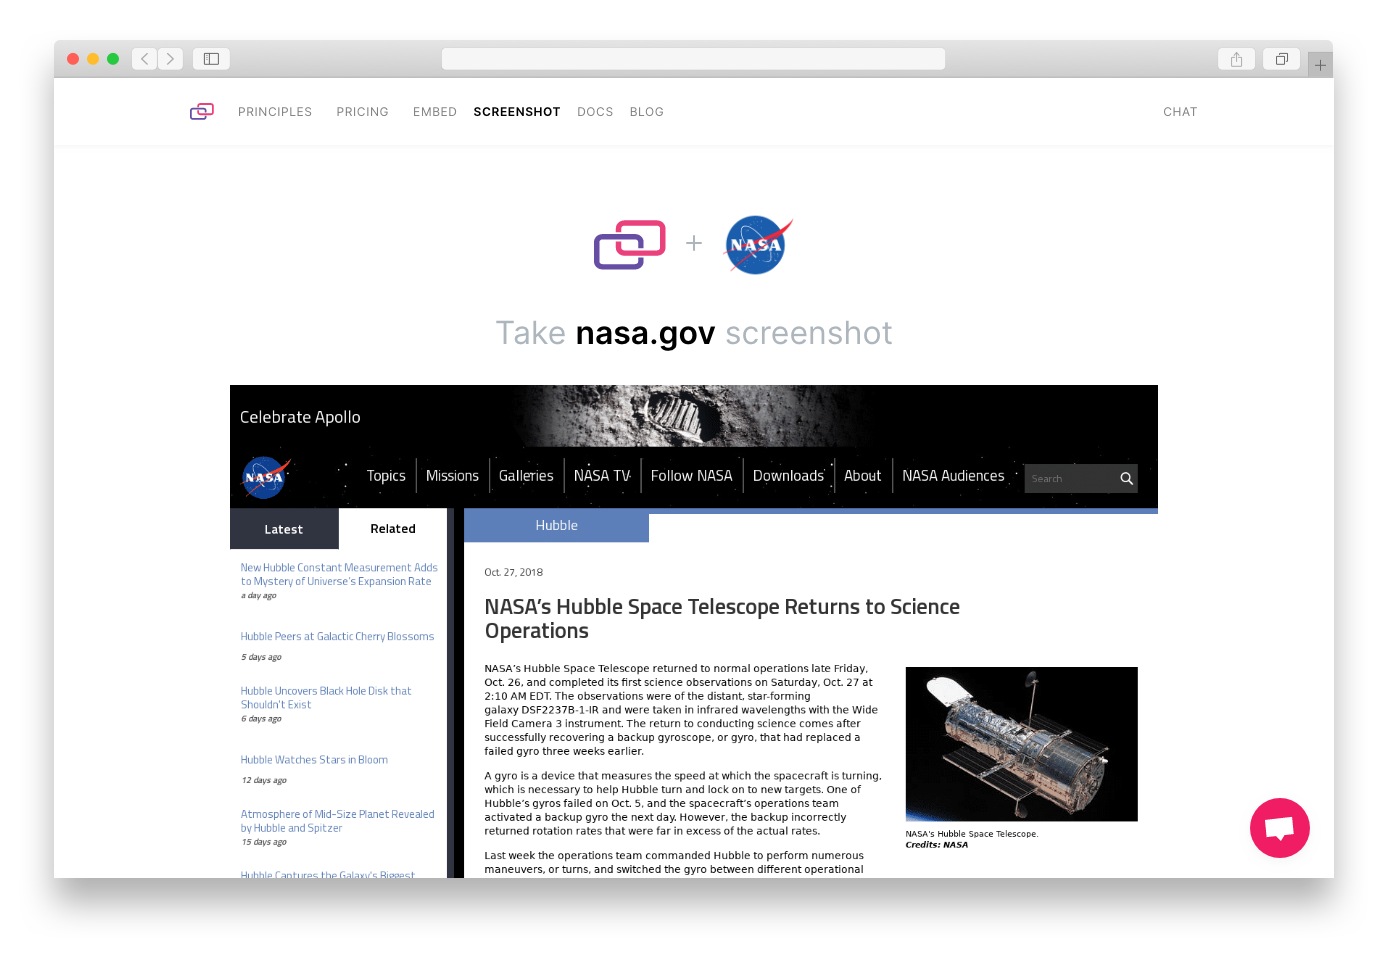 PRINCIPLES PRICING EMBED SCREENSHOT DOCS BLOG CHAT
NASA
Take nasa.gov screenshot
Celebrate Apollo
NASA
Topics Missions Galleries NASA TV Follow NASA Downloads About NASA Audiences Search
Latest Related
New Hubble Constant Measurement Adds
to Mystery of Universe's Expansion Rate
a day ago
Hubble Peers at Galactic Cherry Blossoms
5 days ago
Hubble Uncovers Black Hole Disk that
Shouldn't Exist
6 days ago
Hubble Watches Stars in Bloom
12 days ago
Atmosphere of Mid-Size Planet Revealed
by Hubble and Spitzer
15 days ago
Hubble Captures the Galaxy's Biggest
Hubble
Oct. 27, 2018
NASA's Hubble Space Telescope Returns to Science
Operations
NASA's Hubble Space Telescope returned to normal operations late Friday,
Oct. 26, and completed its first science observations on Saturday, Oct. 27 at
2:10 AM EDT. The observations were of the distant, star-forming
galaxy DSF2237B-1-IR and were taken in infrared wavelengths with the Wide
Field Camera 3 instrument. The return to conducting science comes after
successfully recovering a backup gyroscope, or gyro, that had replaced a
failed gyro three weeks earlier.
A gyro is a device that measures the speed at which the spacecraft is turning,
which is necessary to help Hubble turn and lock on to new targets. One of
Hubble's gyros failed on Oct. 5, and the spacecraft's operations team
activated a backup gyro the next day. However, the backup incorrectly
returned rotation rates that were far in excess of the actual rates.
Last week the operations team commanded Hubble to perform numerous
maneuvers, or turns, and switched the gyro between different operational
NASA's Hubble Space Telescope.
Credits: NASA